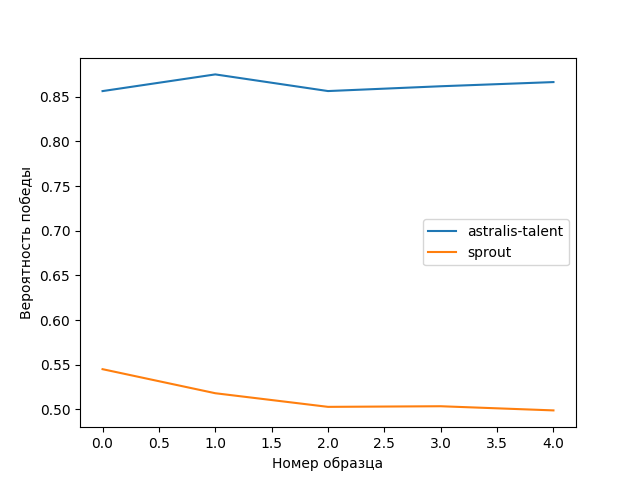 0.85
0.80
0.75
0.70
0.65
0.60
0.55
0.50
Вероятность победы
astralis-talent
sprout
0.0 0.5 1.0 1.5 2.0 2.5 3.0 3.5 4.0
Номер образца